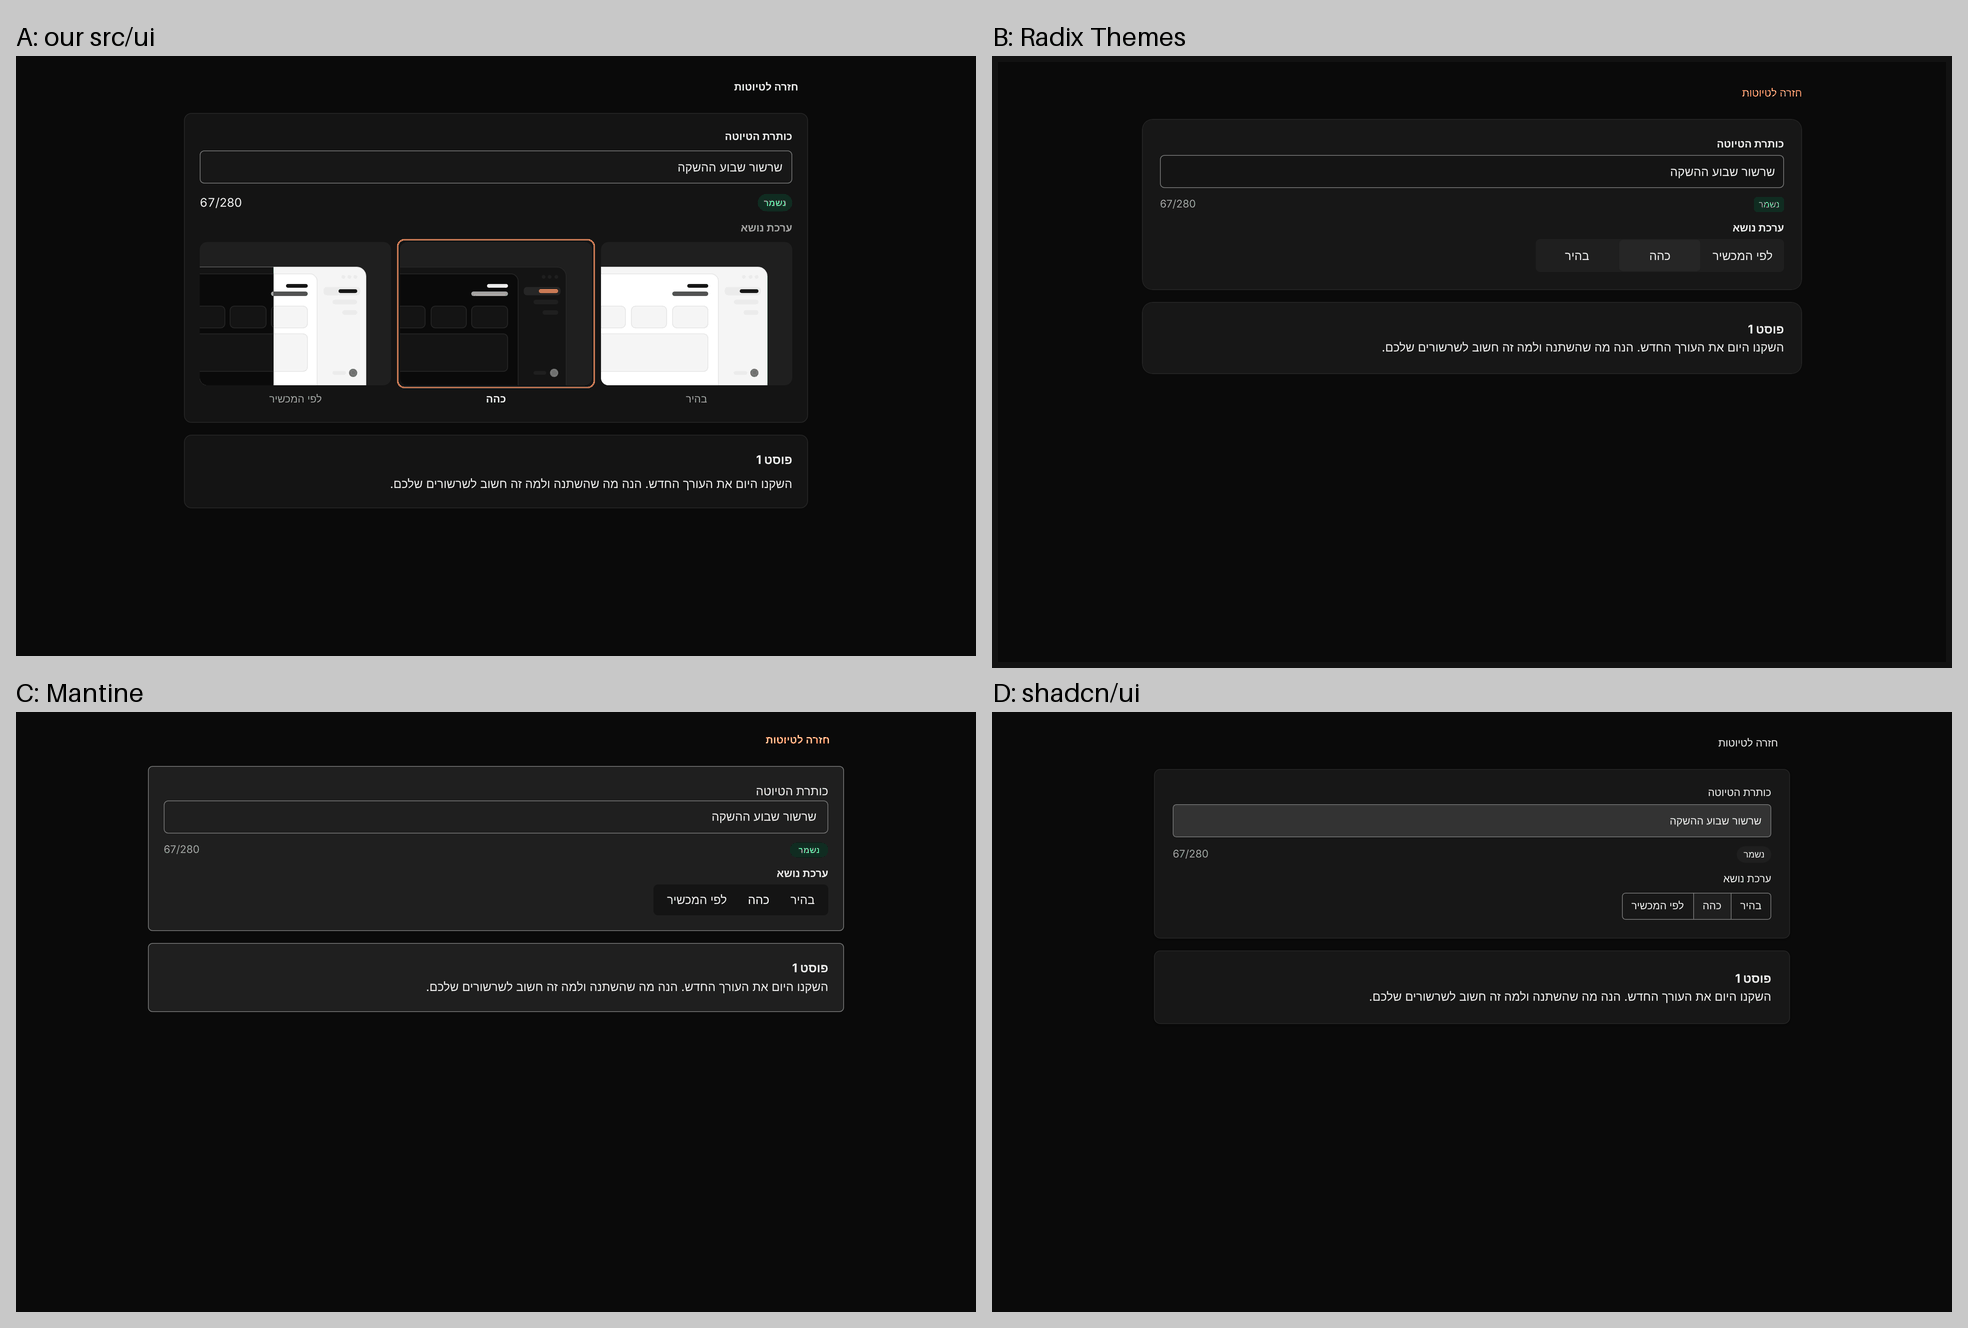 A: our src/ui
חזרה לטיוטות
כותרת הטיוטה
שרשור שבוע ההשקה
נשמר
67/280
ערכת נושא
בהיר
כהה
לפי המכשיר
פוסט 1
השקנו היום את העורך החדש. הנה מה שהשתנה ולמה זה חשוב לשרשורים שלכם.
B: Radix Themes
חזרה לטיוטות
כותרת הטיוטה
שרשור שבוע ההשקה
נשמר
67/280
ערכת נושא
לפי המכשיר
כהה
בהיר
פוסט 1
השקנו היום את העורך החדש. הנה מה שהשתנה ולמה זה חשוב לשרשורים שלכם.
C: Mantine
חזרה לטיוטות
כותרת הטיוטה
שרשור שבוע ההשקה
נשמר
67/280
ערכת נושא
בהיר
כהה
לפי המכשיר
פוסט 1
השקנו היום את העורך החדש. הנה מה שהשתנה ולמה זה חשוב לשרשורים שלכם.
D: shadcn/ui
חזרה לטיוטות
כותרת הטיוטה
שרשור שבוע ההשקה
נשמר
67/280
ערכת נושא
בהיר
כהה
לפי המכשיר
פוסט 1
השקנו היום את העורך החדש. הנה מה שהשתנה ולמה זה חשוב לשרשורים שלכם.